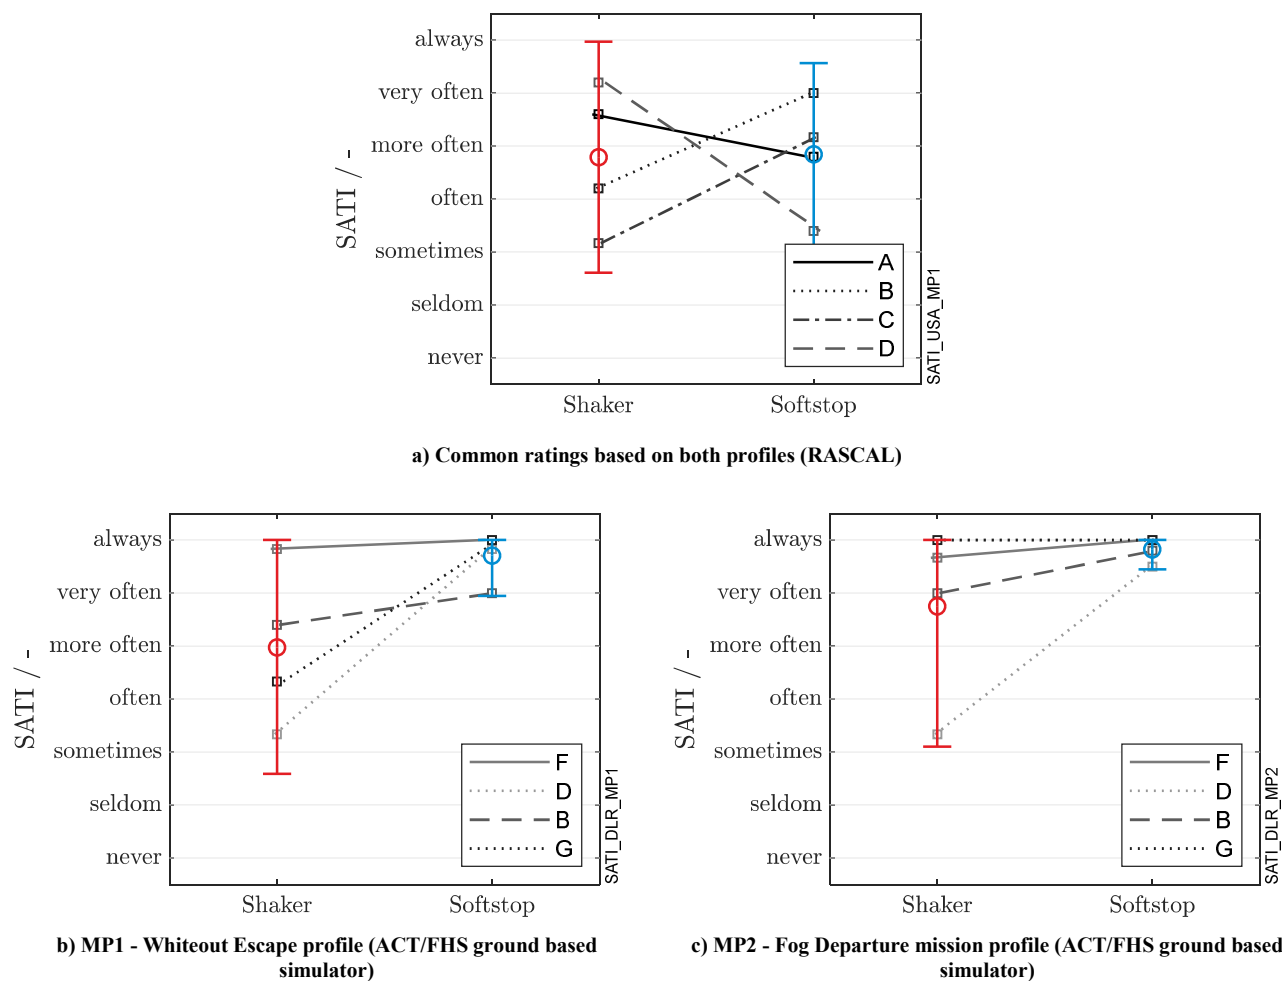 always
very often
more often
often
sometimes
seldom
never
SATI / -
A
B
C
D
SATI_USA_MP1
Shaker
Softstop
a) Common ratings based on both profiles (RASCAL)
always
very often
more often
often
sometimes
seldom
never
SATI / -
F
D
B
G
SATI_DLR_MP1
Shaker
Softstop
b) MP1 - Whiteout Escape profile (ACT/FHS ground based
simulator)
always
very often
more often
often
sometimes
seldom
never
SATI / -
F
D
B
G
SATI_DLR_MP2
Shaker
Softstop
c) MP2 - Fog Departure mission profile (ACT/FHS ground based
simulator)